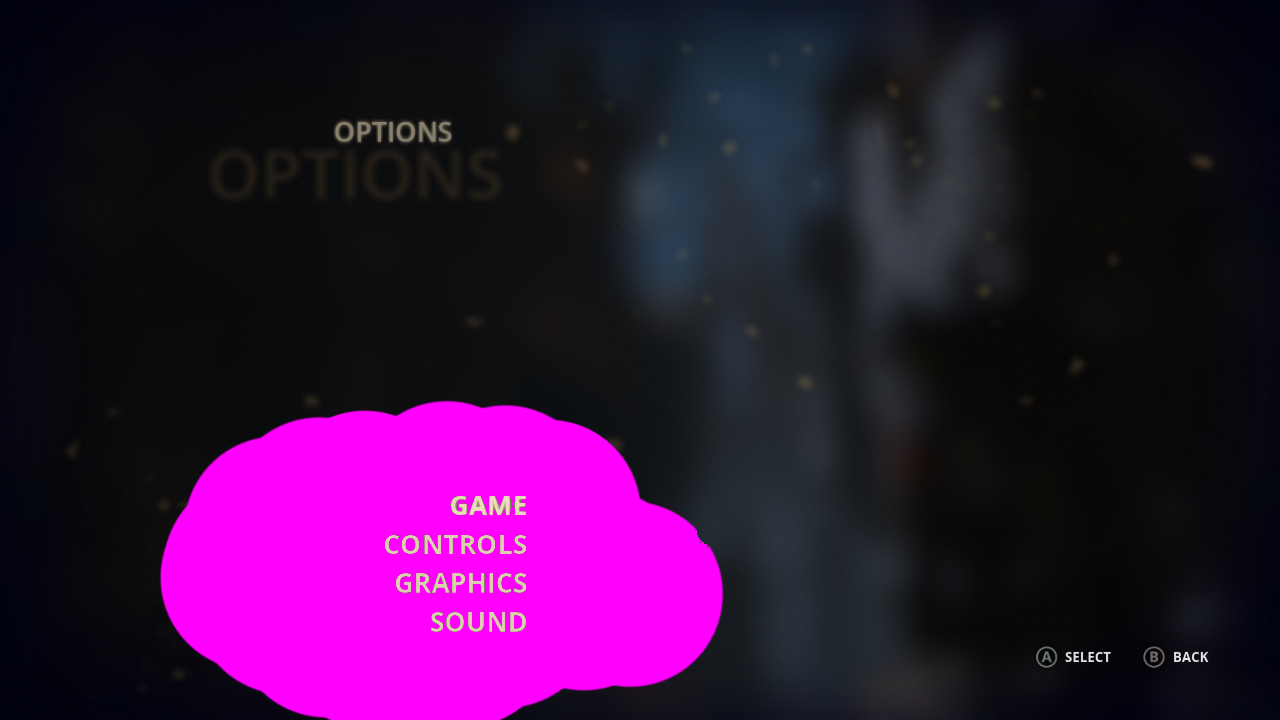 OPTIONS
OPTIONS
GAME
CONTROLS
GRAPHICS
SOUND
A SELECT B BACK